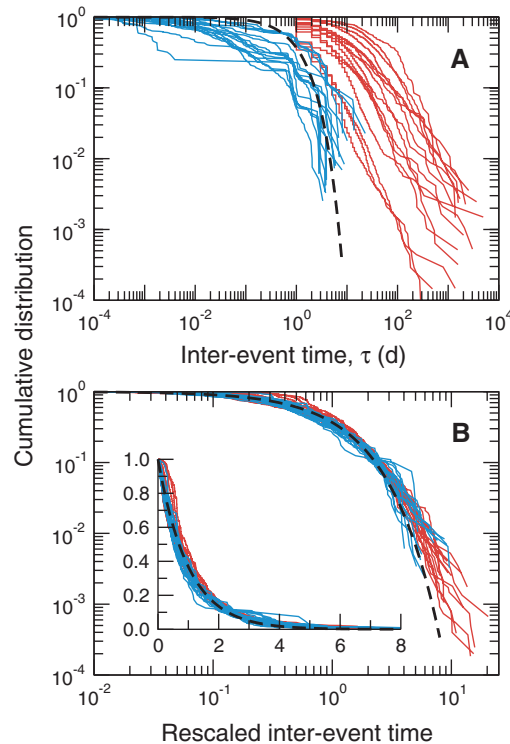 10^0
A
10^-1
10^-2
10^-3
10^-4
10^-4 10^-2 10^0 10^2 10^4
Inter-event time, τ (d)
Cumulative distribution
10^0
B
10^-1
10^-2
10^-3
10^-4
1.0
0.8
0.6
0.4
0.2
0.0
0 2 4 6 8
10^-2 10^-1 10^0 10^1
Rescaled inter-event time